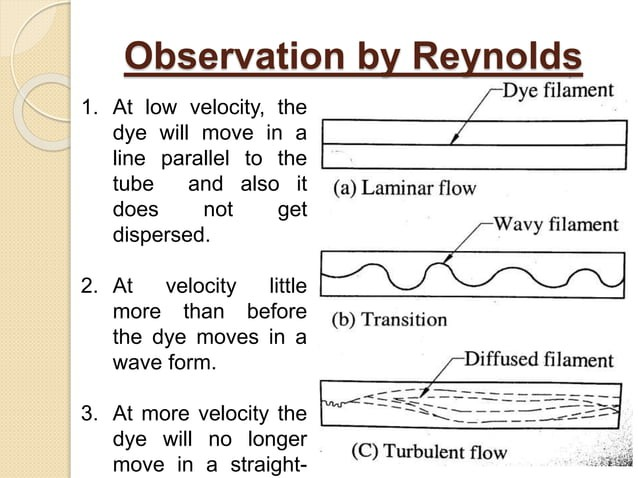 Observation by Reynolds
1. At low velocity, the
dye will move in a
line parallel to the
tube and also it
does not get
dispersed.
2. At velocity little
more than before
the dye moves in a
wave form.
3. At more velocity the
dye will no longer
move in a straight-
Dye filament
(a) Laminar flow
Wavy filament
(b) Transition
Diffused filament
(C) Turbulent flow